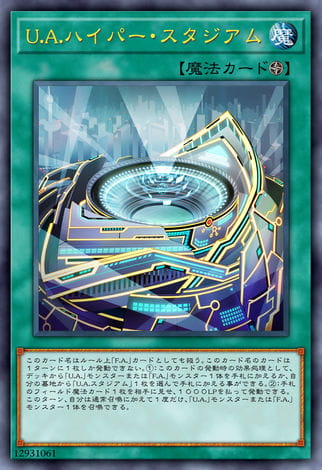 U.A.ハイパー・スタジアム
魔
【魔法カード】
このカード名はルール上「F.A.」カードとしても扱う。このカード名のカードは
1ターンに1枚しか発動できない。①:このカードの発動時の効果処理として、
デッキから「U.A.」モンスターまたは「F.A.」モンスター1体を手札に加えるか、自
分の墓地から「U.A.スタジアム」1枚を選んで手札に加える事ができる。②:手札
のフィールド魔法カード1枚を相手に見せ、1000LPを払って発動できる。
このターン、自分は通常召喚に加えて1度だけ、「U.A.」モンスターまたは「F.A.」
モンスター1体を召喚できる。
12931061